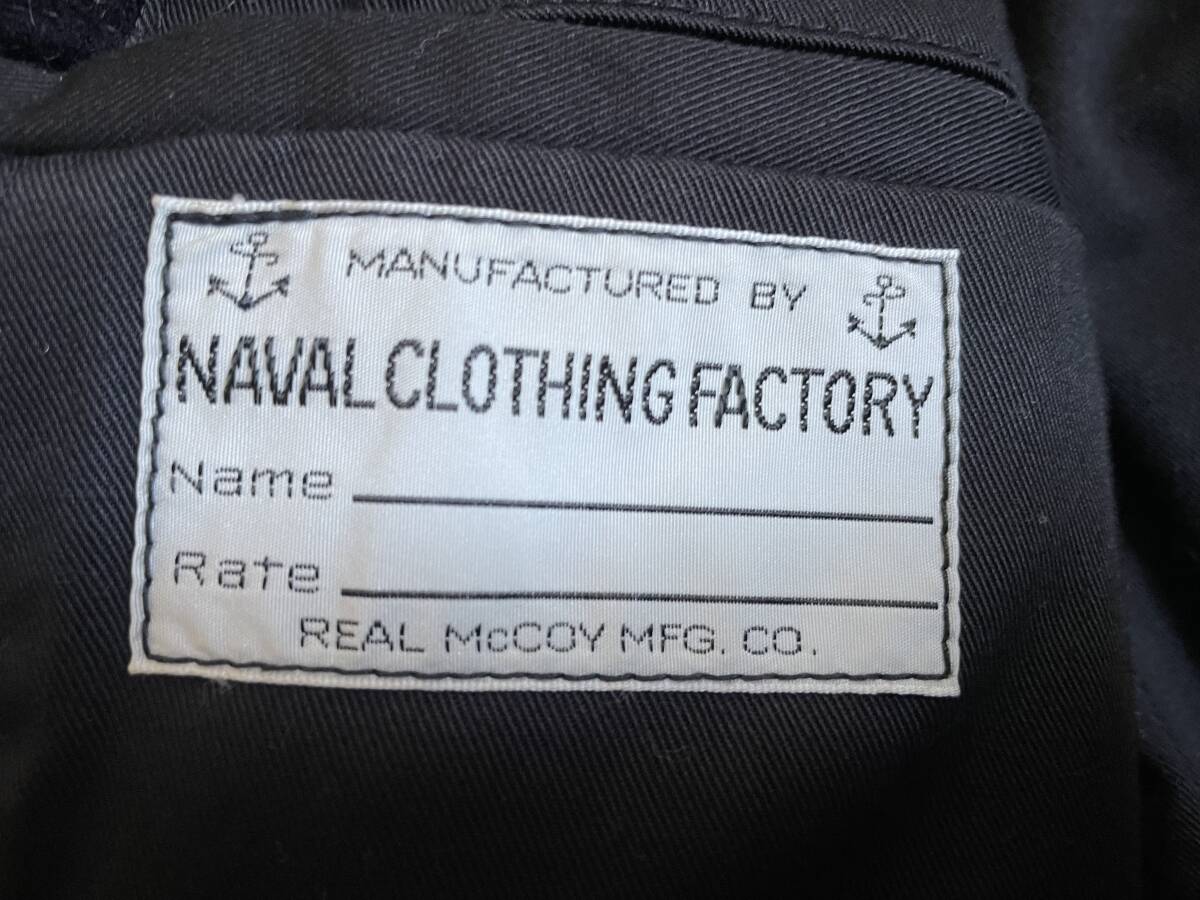 MANUFACTURED BY
NAVAL CLOTHING FACTORY
Name
Rate
REAL McCOY MFG. CO.